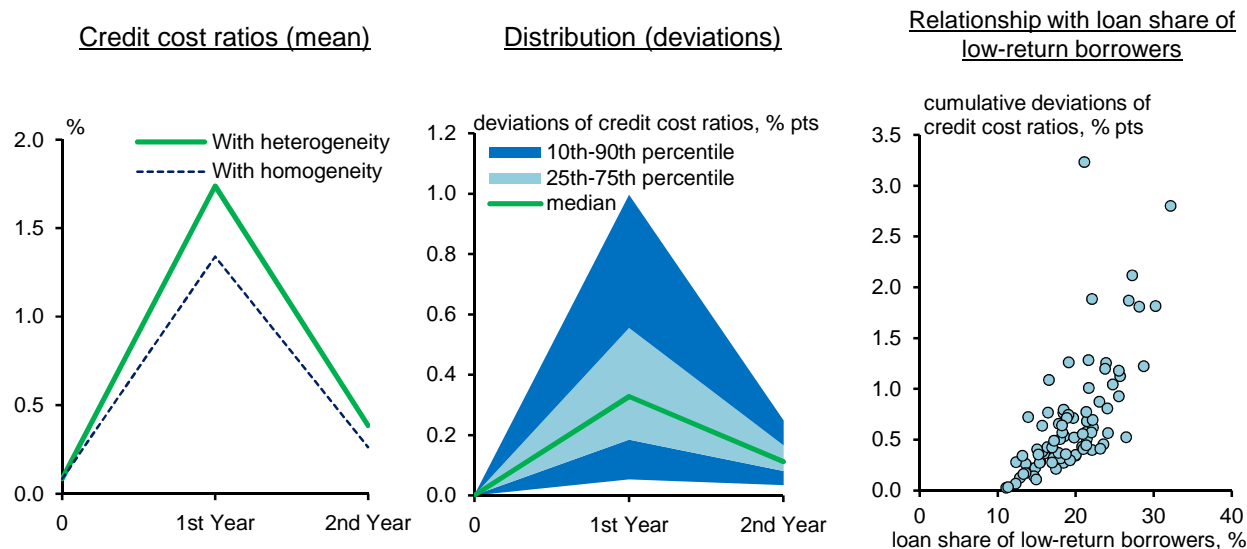 Credit cost ratios (mean)
%
2.0
1.5
1.0
0.5
0.0
With heterogeneity
With homogeneity
0
1st Year
2nd Year
Distribution (deviations)
deviations of credit cost ratios, % pts
1.2
1.0
0.8
0.6
0.4
0.2
0.0
10th-90th percentile
25th-75th percentile
median
0
1st Year
2nd Year
Relationship with loan share of
low-return borrowers
cumulative deviations of
credit cost ratios, % pts
3.5
3.0
2.5
2.0
1.5
1.0
0.5
0.0
0
10
20
30
40
loan share of low-return borrowers, %